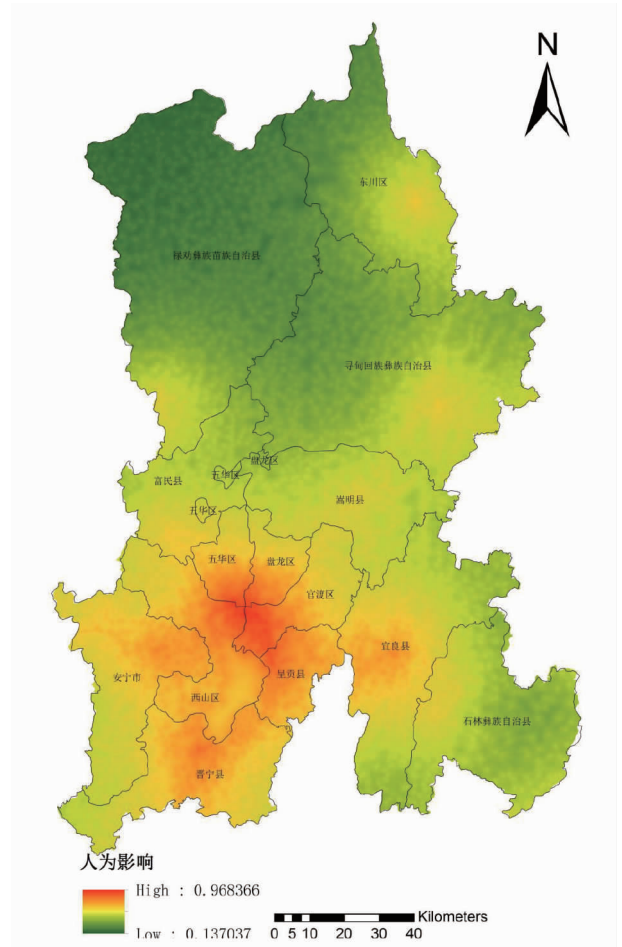 N
东川区
禄劝彝族苗族自治县
寻甸回族彝族自治县
盘龙区
五华区
富民县
嵩明县
五华区
五华区
盘龙区
官渡区
宜良县
呈贡县
安宁市
西山区
石林彝族自治县
晋宁县
人为影响
High : 0.968366
Low : 0.137037
Kilometers
0 5 10 20 30 40